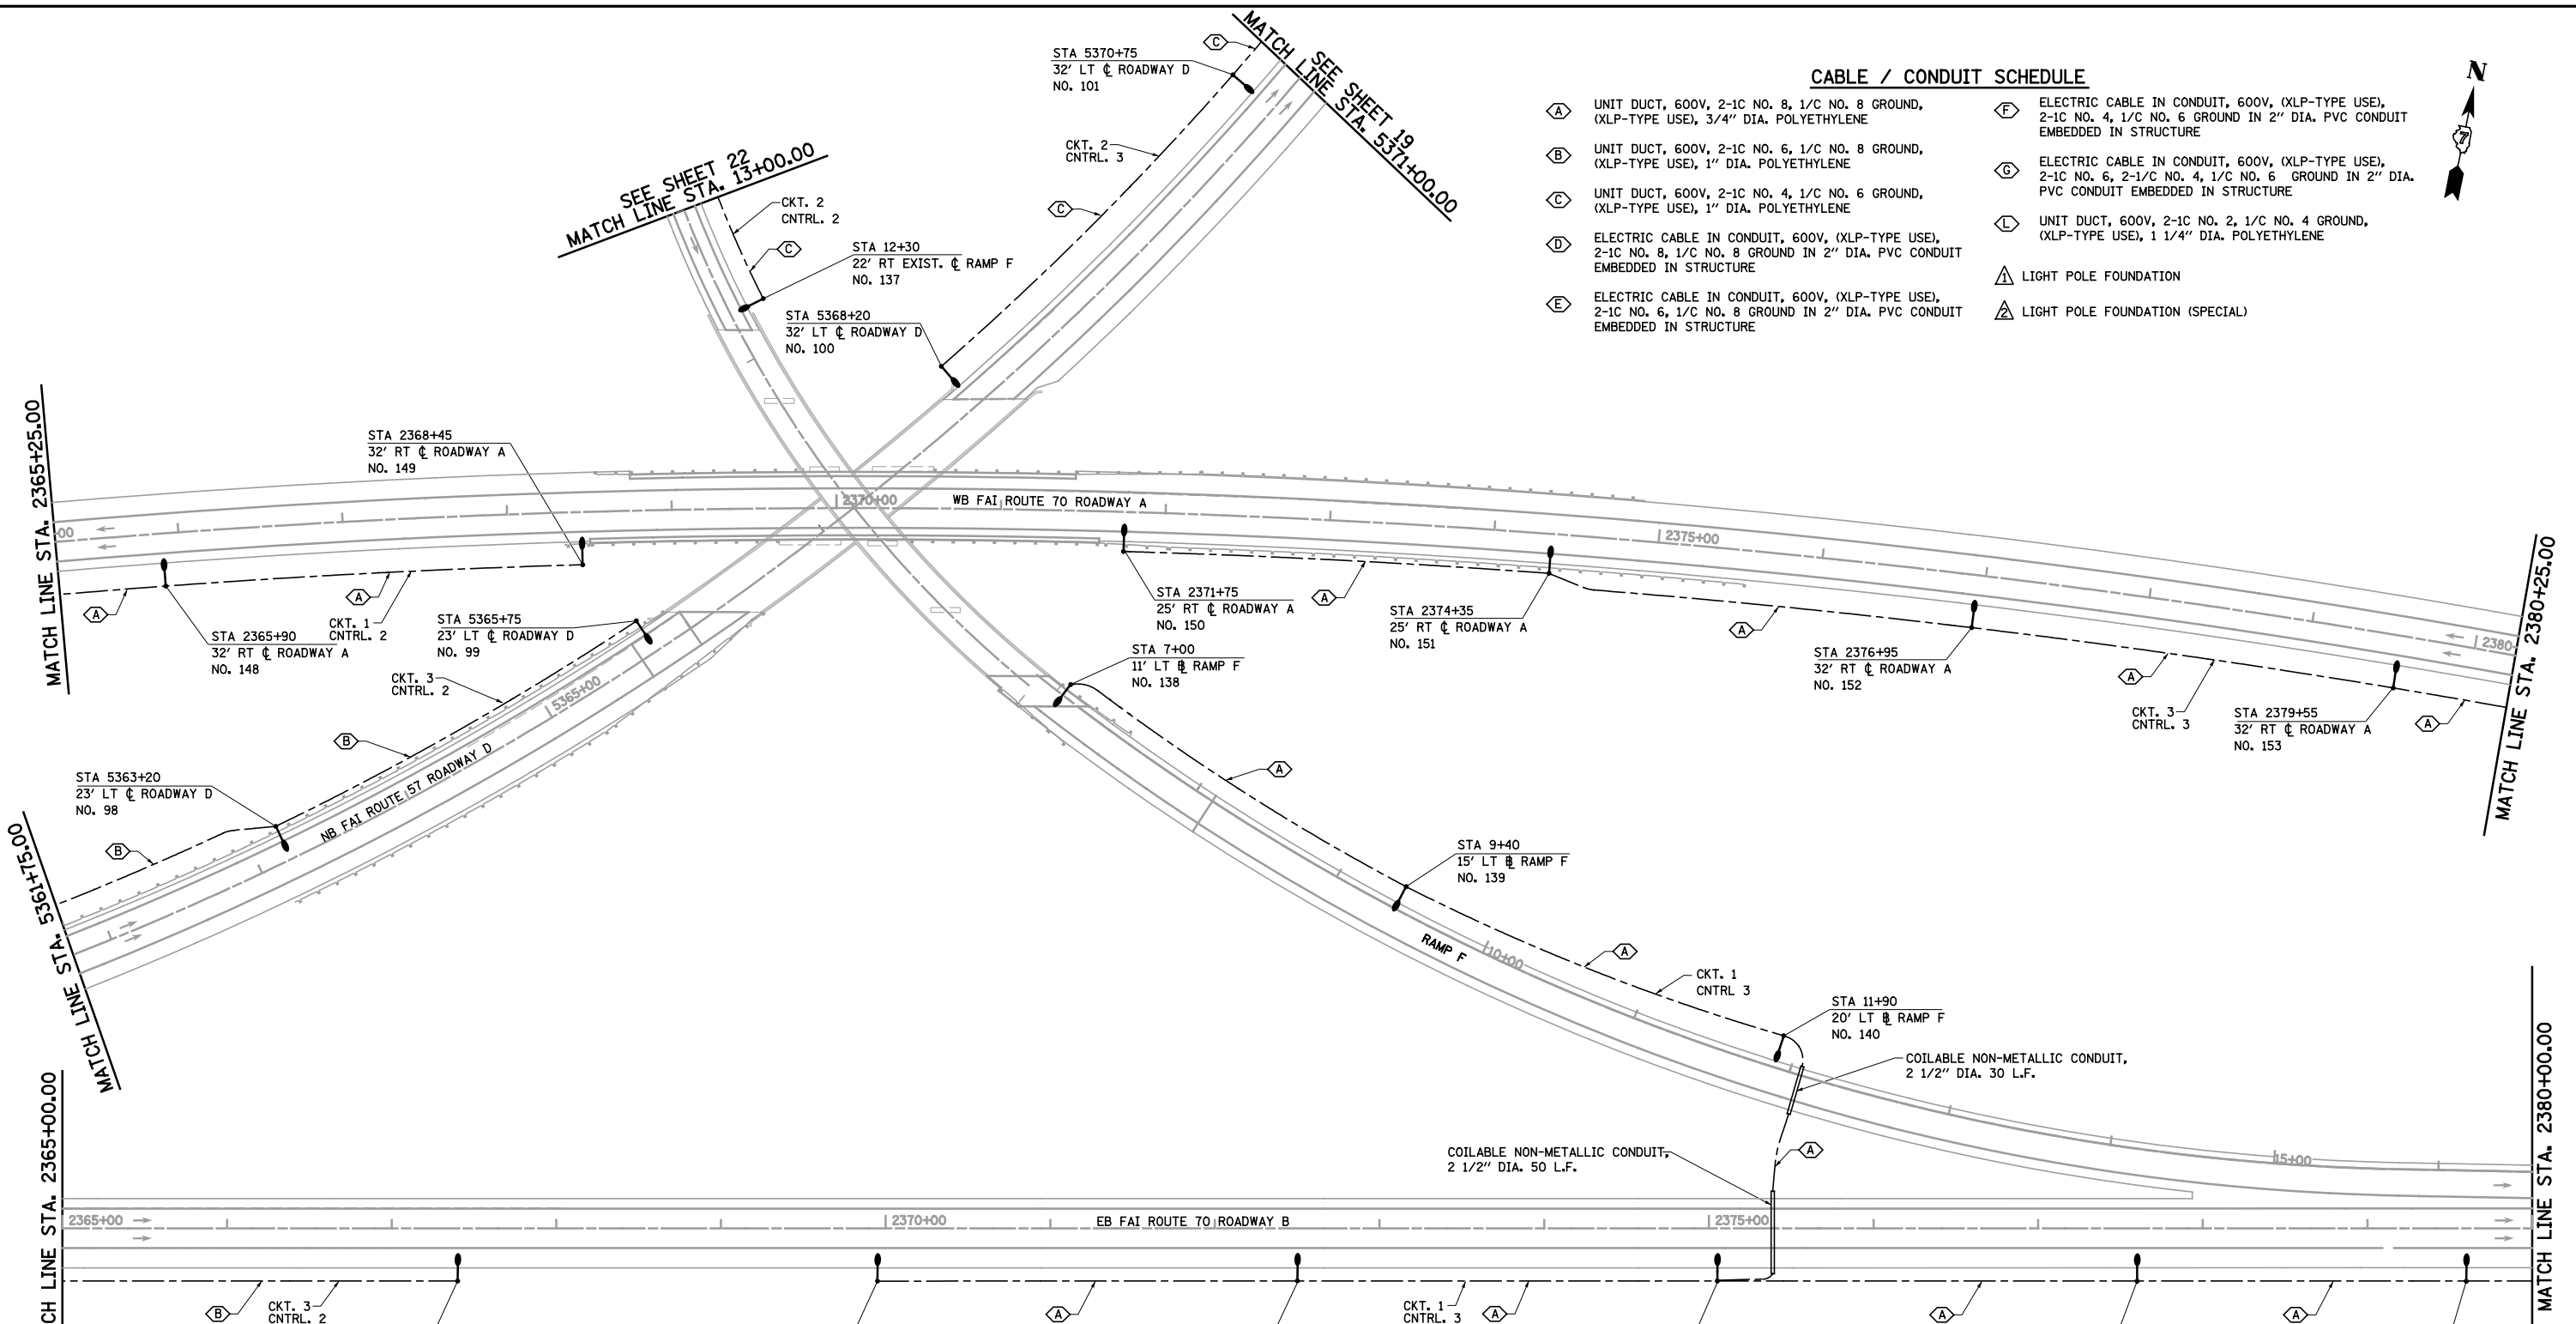 CABLE / CONDUIT SCHEDULE
A
UNIT DUCT, 600V, 2-1C NO. 8, 1/C NO. 8 GROUND,
(XLP-TYPE USE), 3/4" DIA. POLYETHYLENE
B
UNIT DUCT, 600V, 2-1C NO. 6, 1/C NO. 8 GROUND,
(XLP-TYPE USE), 1" DIA. POLYETHYLENE
C
UNIT DUCT, 600V, 2-1C NO. 4, 1/C NO. 6 GROUND,
(XLP-TYPE USE), 1" DIA. POLYETHYLENE
D
ELECTRIC CABLE IN CONDUIT, 600V, (XLP-TYPE USE),
2-1C NO. 8, 1/C NO. 8 GROUND IN 2" DIA. PVC CONDUIT
EMBEDDED IN STRUCTURE
E
ELECTRIC CABLE IN CONDUIT, 600V, (XLP-TYPE USE),
2-1C NO. 6, 1/C NO. 8 GROUND IN 2" DIA. PVC CONDUIT
EMBEDDED IN STRUCTURE
F
ELECTRIC CABLE IN CONDUIT, 600V, (XLP-TYPE USE),
2-1C NO. 4, 1/C NO. 6 GROUND IN 2" DIA. PVC CONDUIT
EMBEDDED IN STRUCTURE
G
ELECTRIC CABLE IN CONDUIT, 600V, (XLP-TYPE USE),
2-1C NO. 6, 2-1/C NO. 4, 1/C NO. 6 GROUND IN 2" DIA.
PVC CONDUIT EMBEDDED IN STRUCTURE
L
UNIT DUCT, 600V, 2-1C NO. 2, 1/C NO. 4 GROUND,
(XLP-TYPE USE), 1 1/4" DIA. POLYETHYLENE
1 LIGHT POLE FOUNDATION
2 LIGHT POLE FOUNDATION (SPECIAL)
N
7
SEE SHEET 19
MATCH LINE STA. 5371+00.00
C
STA 5370+75
32' LT ℄ ROADWAY D
NO. 101
CKT. 2
CNTRL. 3
C
SEE SHEET 22
MATCH LINE STA. 13+00.00
CKT. 2
CNTRL. 2
C
STA 12+30
22' RT EXIST. ℄ RAMP F
NO. 137
STA 5368+20
32' LT ℄ ROADWAY D
NO. 100
MATCH LINE STA. 2365+25.00
STA 2368+45
32' RT ℄ ROADWAY A
NO. 149
00
2370+00
WB FAI ROUTE 70 ROADWAY A
2375+00
2380
MATCH LINE STA. 2380+25.00
A
STA 2365+90
32' RT ℄ ROADWAY A
NO. 148
A
CKT. 1
CNTRL. 2
STA 5365+75
23' LT ℄ ROADWAY D
NO. 99
STA 2371+75
25' RT ℄ ROADWAY A
NO. 150
A
STA 2374+35
25' RT ℄ ROADWAY A
NO. 151
A
STA 2376+95
32' RT ℄ ROADWAY A
NO. 152
A
CKT. 3
CNTRL. 3
STA 2379+55
32' RT ℄ ROADWAY A
NO. 153
A
CKT. 3
CNTRL. 2
5365+00
B
NB FAI ROUTE 57 ROADWAY D
STA 5363+20
23' LT ℄ ROADWAY D
NO. 98
B
MATCH LINE STA. 5361+75.00
STA 7+00
11' LT BL RAMP F
NO. 138
A
STA 9+40
15' LT BL RAMP F
NO. 139
RAMP F
10+00
A
CKT. 1
CNTRL 3
STA 11+90
20' LT BL RAMP F
NO. 140
COILABLE NON-METALLIC CONDUIT,
2 1/2" DIA. 30 L.F.
A
COILABLE NON-METALLIC CONDUIT,
2 1/2" DIA. 50 L.F.
15+00
CH LINE STA. 2365+00.00
2365+00
2370+00
EB FAI ROUTE 70 ROADWAY B
2375+00
MATCH LINE STA. 2380+00.00
B
CKT. 3
CNTRL. 2
A
CKT. 1
CNTRL. 3
A
A
A